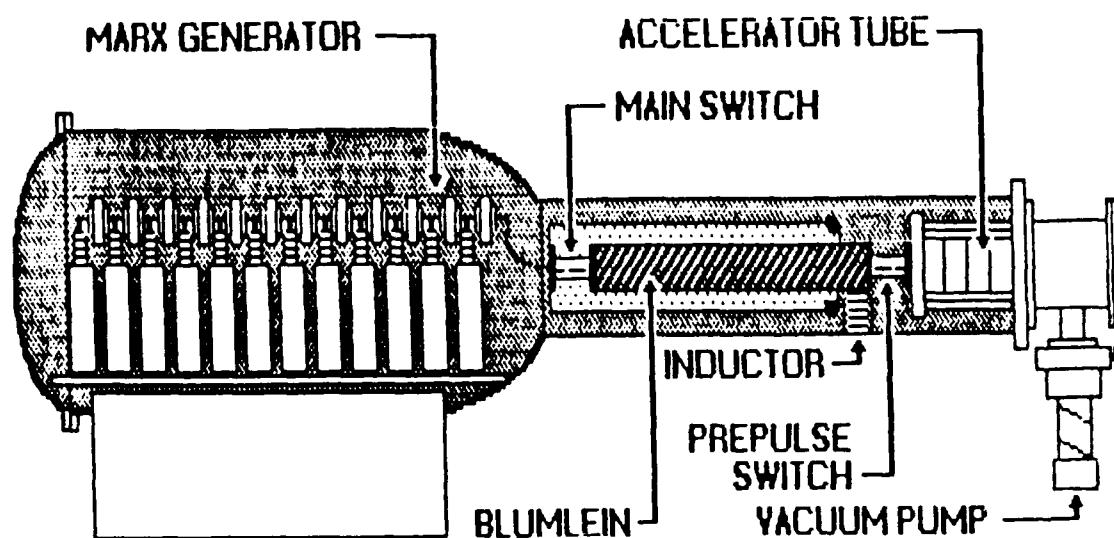 MARX GENERATOR
ACCELERATOR TUBE
MAIN SWITCH
INDUCTOR
PREPULSE
SWITCH
BLUMLEIN
VACUUM PUMP